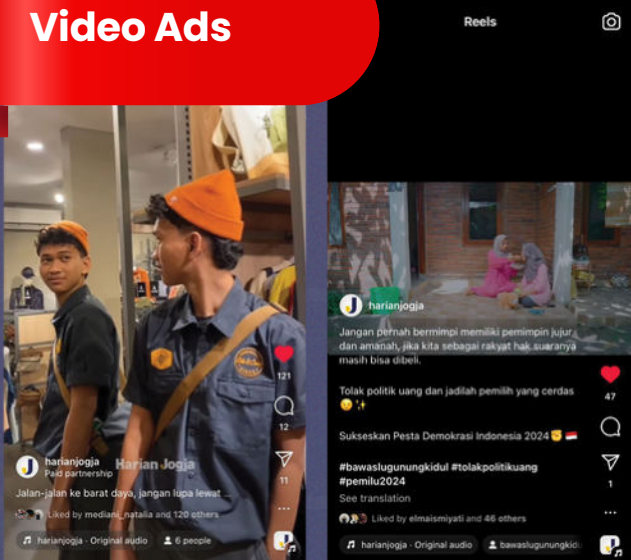 Video Ads
harianjogja
Paid partnership
Harian Jogja
Jalan-jalan ke barat daya, jangan lupa lewat ...
Liked by mediani_natalia and 120 others
harianjogja · Original audio
6 people
121
12
11
Reels
harianjogja
Jangan pernah bermimpi memiliki pemimpin jujur
dan amanah, jika kita sebagai rakyat hak suaranya
masih bisa dibeli.
Tolak politik uang dan jadilah pemilih yang cerdas
😉✨
Sukseskan Pesta Demokrasi Indonesia 2024✊🇮🇩
#bawaslugunungkidul #tolakpolitikuang
#pemilu2024
See translation
Liked by elmaismiyati and 46 others
harianjogja · Original audio
bawaslugunungkid
47
1